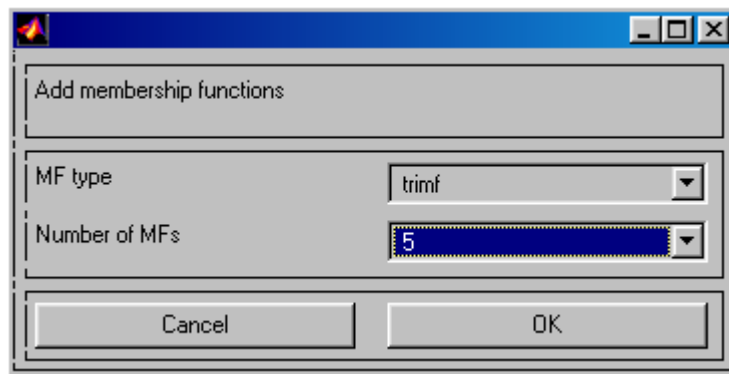 Add membership functions
MF type
trimf
Number of MFs
5
Cancel
OK